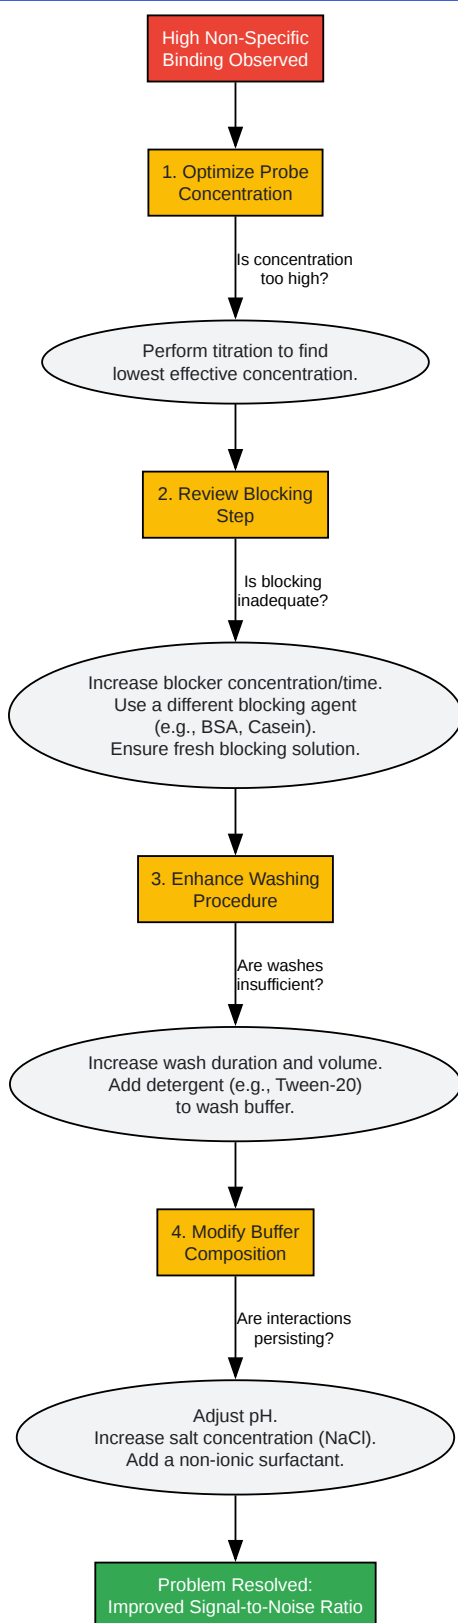 High Non-Specific
Binding Observed
1. Optimize Probe
Concentration
Is concentration
too high?
Perform titration to find
lowest effective concentration.
2. Review Blocking
Step
Is blocking
inadequate?
Increase blocker concentration/time.
Use a different blocking agent
(e.g., BSA, Casein).
Ensure fresh blocking solution.
3. Enhance Washing
Procedure
Are washes
insufficient?
Increase wash duration and volume.
Add detergent (e.g., Tween-20)
to wash buffer.
4. Modify Buffer
Composition
Are interactions
persisting?
Adjust pH.
Increase salt concentration (NaCl).
Add a non-ionic surfactant.
Problem Resolved:
Improved Signal-to-Noise Ratio